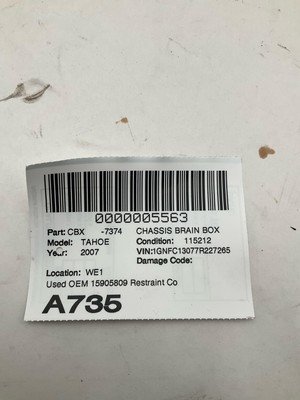 0000005563
Part: CBX -7374 CHASSIS BRAIN BOX
Model: TAHOE Condition: 115212
Year: 2007 VIN:1GNFC13077R227265
Damage Code:
Location: WE1
Used OEM 15905809 Restraint Co
A735